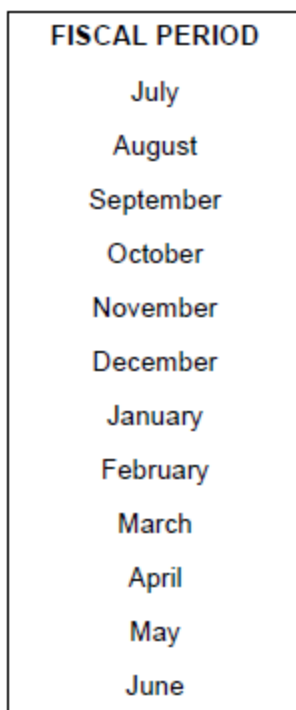 FISCAL PERIOD
July
August
September
October
November
December
January
February
March
April
May
June